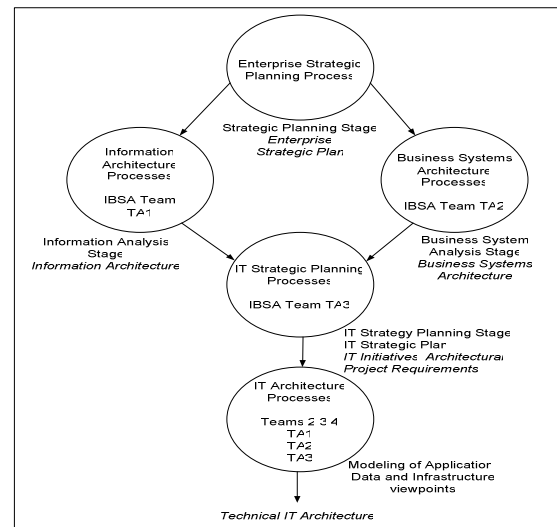 Enterprise Strategic
Planning Process
Strategic Planning Stage
Enterprise
Strategic Plan
Information
Architecture
Processes
IBSA Team
TA1
Information Analysis
Stage
Information Architecture
Business Systems
Architecture
Processes
IBSA Team TA2
Business System
Analysis Stage
Business Systems
Architecture
IT Strategic Planning
Processes
IBSA Team TA3
IT Strategy Planning Stage
IT Strategic Plan
IT Initiatives Architectural
Project Requirements
IT Architecture
Processes
Teams 2 3 4
TA1
TA2
TA3
Modeling of Application
Data and Infrastructure
viewpoints
Technical IT Architecture